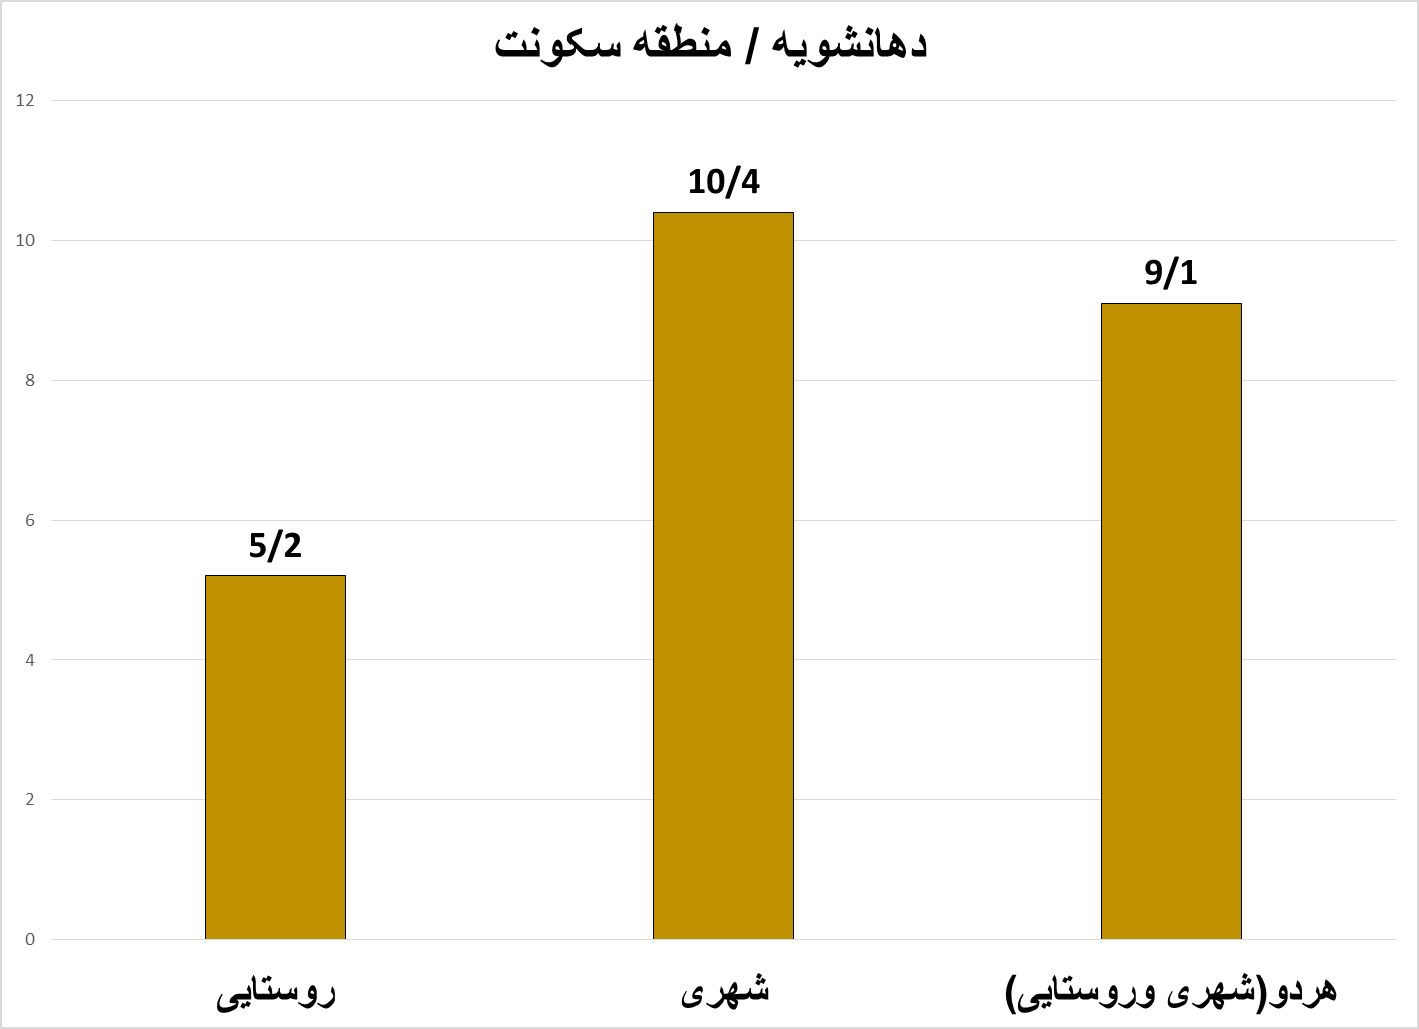 دهانشویه / منطقه سکونت
12
10
8
6
4
2
0
5/2
10/4
9/1
روستایی
شهری
هردو(شهری وروستایی)